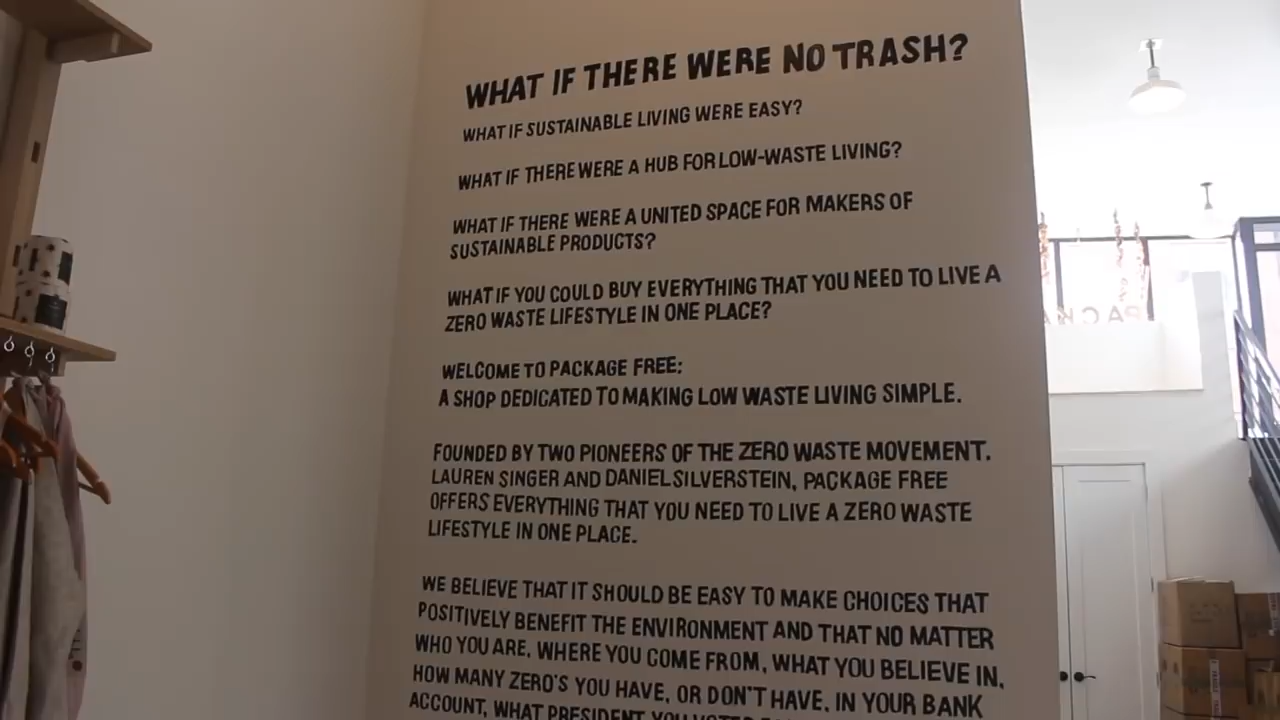 WHAT IF THERE WERE NO TRASH?
WHAT IF SUSTAINABLE LIVING WERE EASY?
WHAT IF THERE WERE A HUB FOR LOW-WASTE LIVING?
WHAT IF THERE WERE A UNITED SPACE FOR MAKERS OF
SUSTAINABLE PRODUCTS?
WHAT IF YOU COULD BUY EVERYTHING THAT YOU NEED TO LIVE A
ZERO WASTE LIFESTYLE IN ONE PLACE?
WELCOME TO PACKAGE FREE:
A SHOP DEDICATED TO MAKING LOW WASTE LIVING SIMPLE.
FOUNDED BY TWO PIONEERS OF THE ZERO WASTE MOVEMENT.
LAUREN SINGER AND DANIEL SILVERSTEIN, PACKAGE FREE
OFFERS EVERYTHING THAT YOU NEED TO LIVE A ZERO WASTE
LIFESTYLE IN ONE PLACE.
WE BELIEVE THAT IT SHOULD BE EASY TO MAKE CHOICES THAT
POSITIVELY BENEFIT THE ENVIRONMENT AND THAT NO MATTER
WHO YOU ARE, WHERE YOU COME FROM, WHAT YOU BELIEVE IN,
HOW MANY ZERO'S YOU HAVE, OR DON'T HAVE, IN YOUR BANK
ACCOUNT, WHAT PRESIDENT YOU